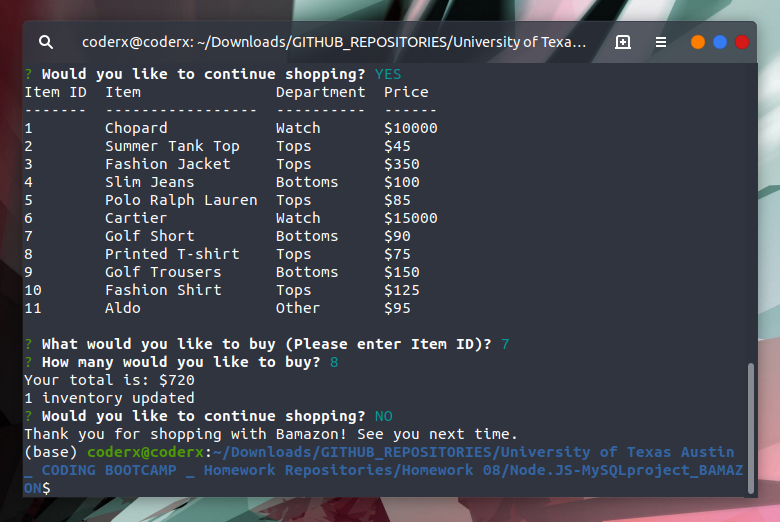 coderx@coderx: ~/Downloads/GITHUB_REPOSITORIES/University of Texa...
? Would you like to continue shopping? YES
Item ID  Item               Department  Price
-------  -----------------  ----------  ------
1        Chopard            Watch       $10000
2        Summer Tank Top    Tops        $45
3        Fashion Jacket     Tops        $350
4        Slim Jeans         Bottoms     $100
5        Polo Ralph Lauren  Tops        $85
6        Cartier            Watch       $15000
7        Golf Short         Bottoms     $90
8        Printed T-shirt    Tops        $75
9        Golf Trousers      Bottoms     $150
10       Fashion Shirt      Tops        $125
11       Aldo               Other       $95
? What would you like to buy (Please enter Item ID)? 7
? How many would you like to buy? 8
Your total is: $720
1 inventory updated
? Would you like to continue shopping? NO
Thank you for shopping with Bamazon! See you next time.
(base) coderx@coderx:~/Downloads/GITHUB_REPOSITORIES/University of Texas Austin
_ CODING BOOTCAMP _ Homework Repositories/Homework 08/Node.JS-MySQLproject_BAMAZ
ON$